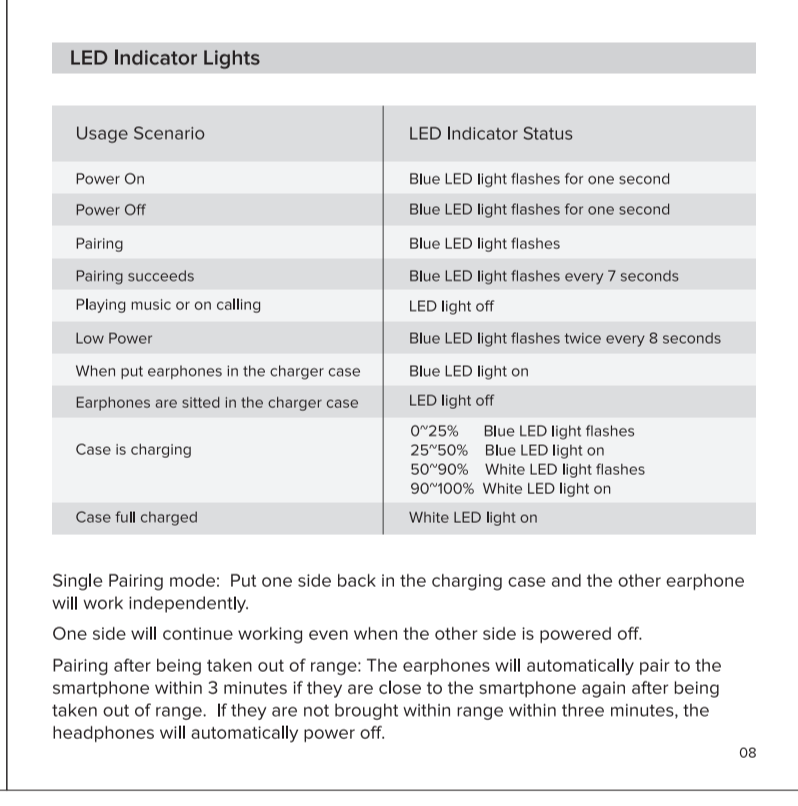 LED Indicator Lights
Usage Scenario LED Indicator Status
Power On Blue LED light flashes for one second
Power Off Blue LED light flashes for one second
Pairing Blue LED light flashes
Pairing succeeds Blue LED light flashes every 7 seconds
Playing music or on calling LED light off
Low Power Blue LED light flashes twice every 8 seconds
When put earphones in the charger case Blue LED light on
Earphones are sitted in the charger case LED light off
Case is charging
0~25% Blue LED light flashes
25~50% Blue LED light on
50~90% White LED light flashes
90~100% White LED light on
Case full charged White LED light on
Single Pairing mode: Put one side back in the charging case and the other earphone
will work independently.
One side will continue working even when the other side is powered off.
Pairing after being taken out of range: The earphones will automatically pair to the
smartphone within 3 minutes if they are close to the smartphone again after being
taken out of range. If they are not brought within range within three minutes, the
headphones will automatically power off.
08